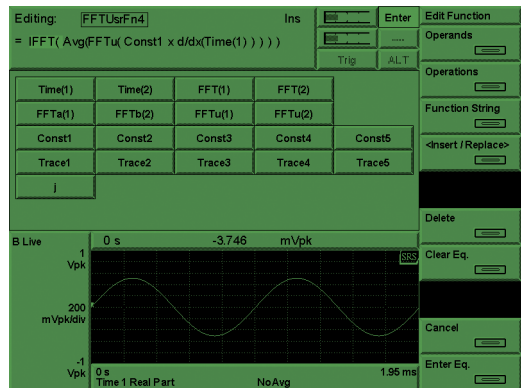 Editing: FFTUsrFn4 Ins Enter
= IFFT( Avg(FFTu( Const1 x d/dx(Time(1) ) ) ) )
Trig ALT
Time(1) Time(2) FFT(1) FFT(2)
FFTa(1) FFTb(2) FFTu(1) FFTu(2)
Const1 Const2 Const3 Const4 Const5
Trace1 Trace2 Trace3 Trace4 Trace5
j
B Live 0 s -3.746 mVpk
1
Vpk
SRS
200
mVpk/div
-1
Vpk
0 s 1.95 ms
Time 1 Real Part NoAvg
Edit Function
Operands
Operations
Function String
<Insert / Replace>
Delete
Clear Eq.
Cancel
Enter Eq.